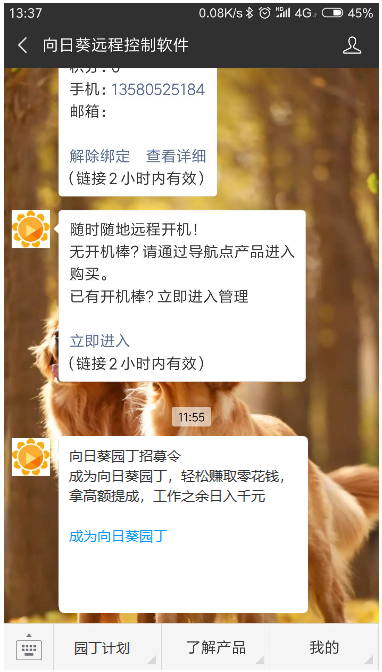 13:37
0.08K/s 4G 45%
向日葵远程控制软件
积分: 0
手机: 13580525184
邮箱:
解除绑定 查看详细
(链接2小时内有效)
随时随地远程开机!
无开机棒? 请通过导航点产品进入
购买。
已有开机棒? 立即进入管理
立即进入
(链接2小时内有效)
11:55
向日葵园丁招募令
成为向日葵园丁,轻松赚取零花钱,
拿高额提成,工作之余日入千元
成为向日葵园丁
园丁计划
了解产品
我的